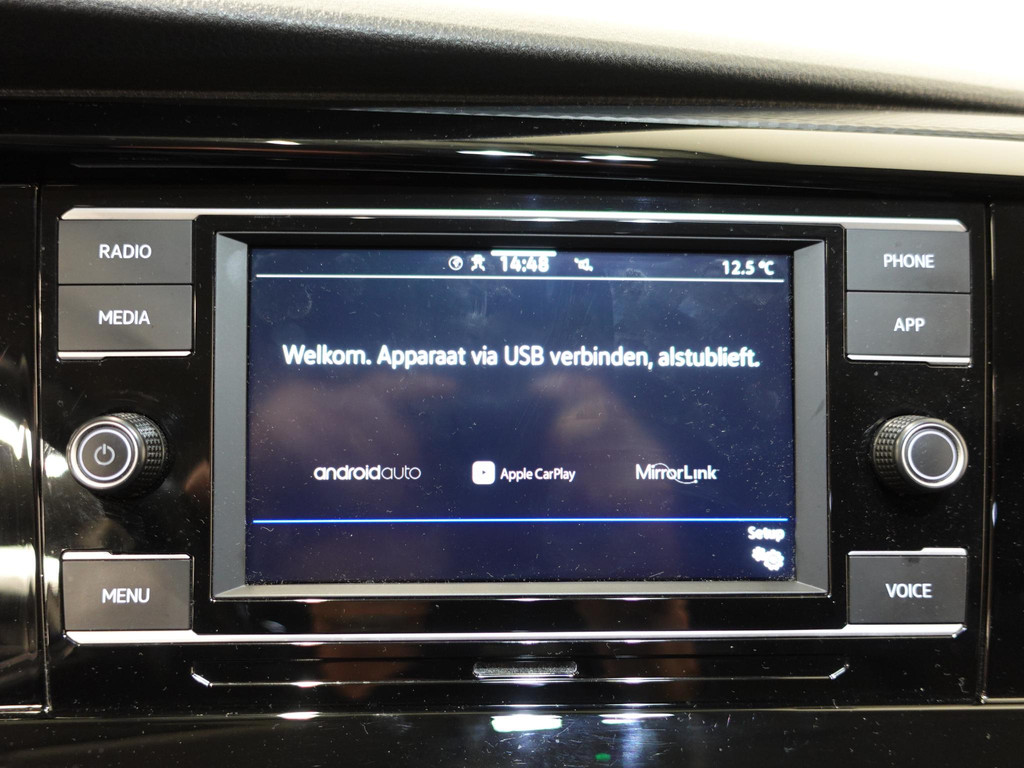 RADIO
MEDIA
MENU
14:48
12.5 °C
Welkom. Apparaat via USB verbinden, alstublieft.
androidauto
Apple CarPlay
MirrorLink
Setup
PHONE
APP
VOICE